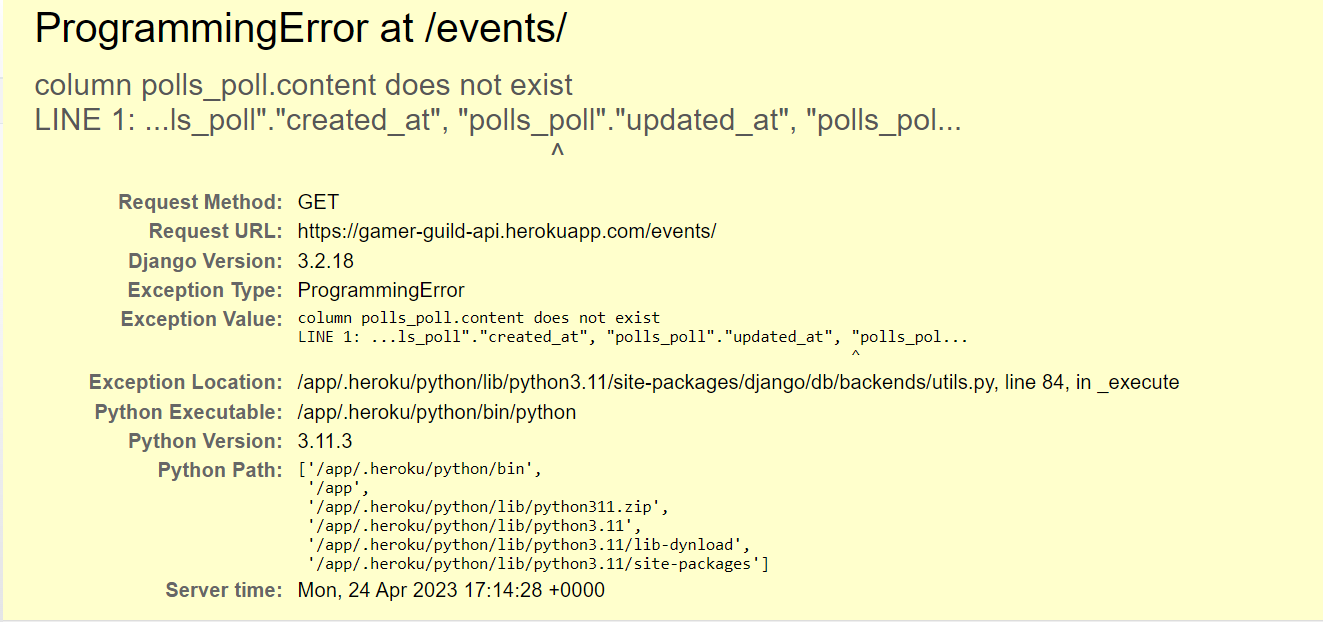 ProgrammingError at /events/
column polls_poll.content does not exist
LINE 1: ...ls_poll"."created_at", "polls_poll"."updated_at", "polls_pol...
^
Request Method: GET
Request URL: https://gamer-guild-api.herokuapp.com/events/
Django Version: 3.2.18
Exception Type: ProgrammingError
Exception Value: column polls_poll.content does not exist
LINE 1: ...ls_poll"."created_at", "polls_poll"."updated_at", "polls_pol...
^
Exception Location: /app/.heroku/python/lib/python3.11/site-packages/django/db/backends/utils.py, line 84, in _execute
Python Executable: /app/.heroku/python/bin/python
Python Version: 3.11.3
Python Path: ['/app/.heroku/python/bin',
'/app',
'/app/.heroku/python/lib/python311.zip',
'/app/.heroku/python/lib/python3.11',
'/app/.heroku/python/lib/python3.11/lib-dynload',
'/app/.heroku/python/lib/python3.11/site-packages']
Server time: Mon, 24 Apr 2023 17:14:28 +0000